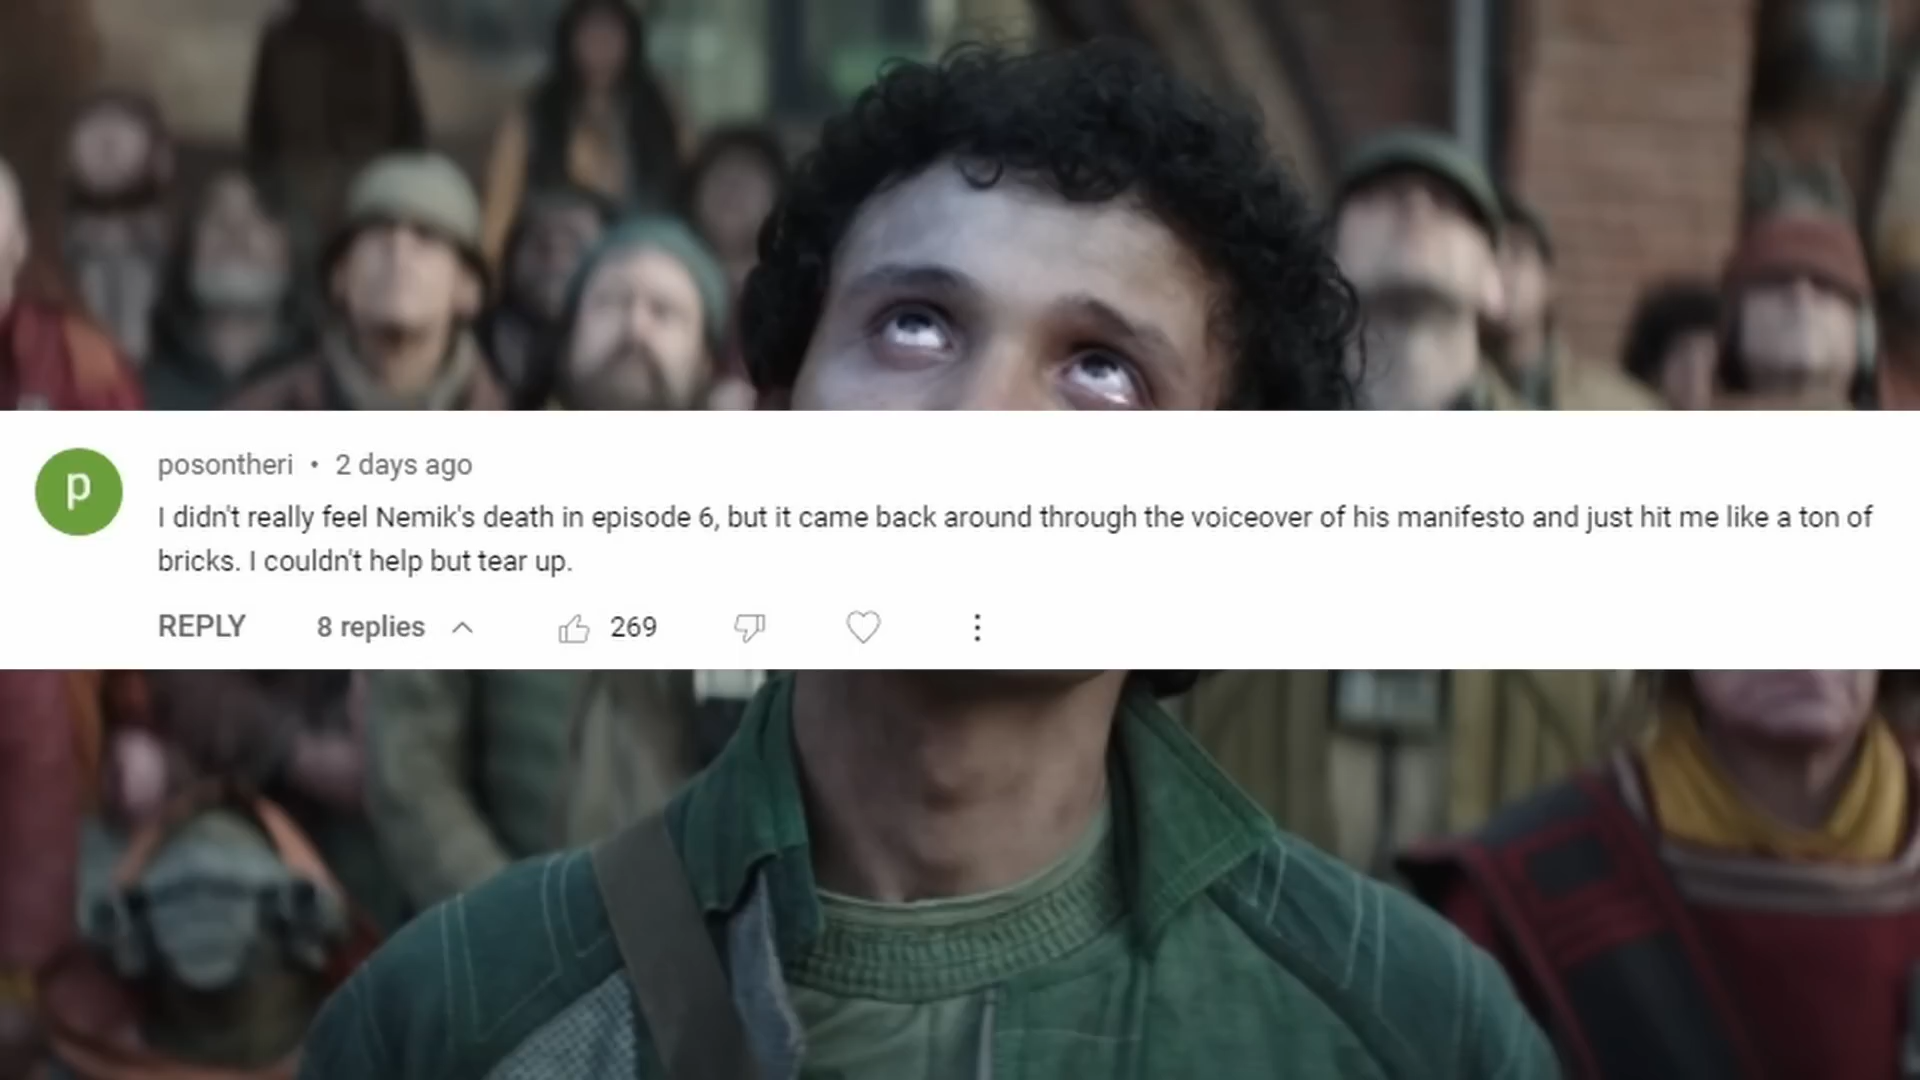 p
posontheri • 2 days ago
I didn't really feel Nemik's death in episode 6, but it came back around through the voiceover of his manifesto and just hit me like a ton of
bricks. I couldn't help but tear up.
REPLY 8 replies 269